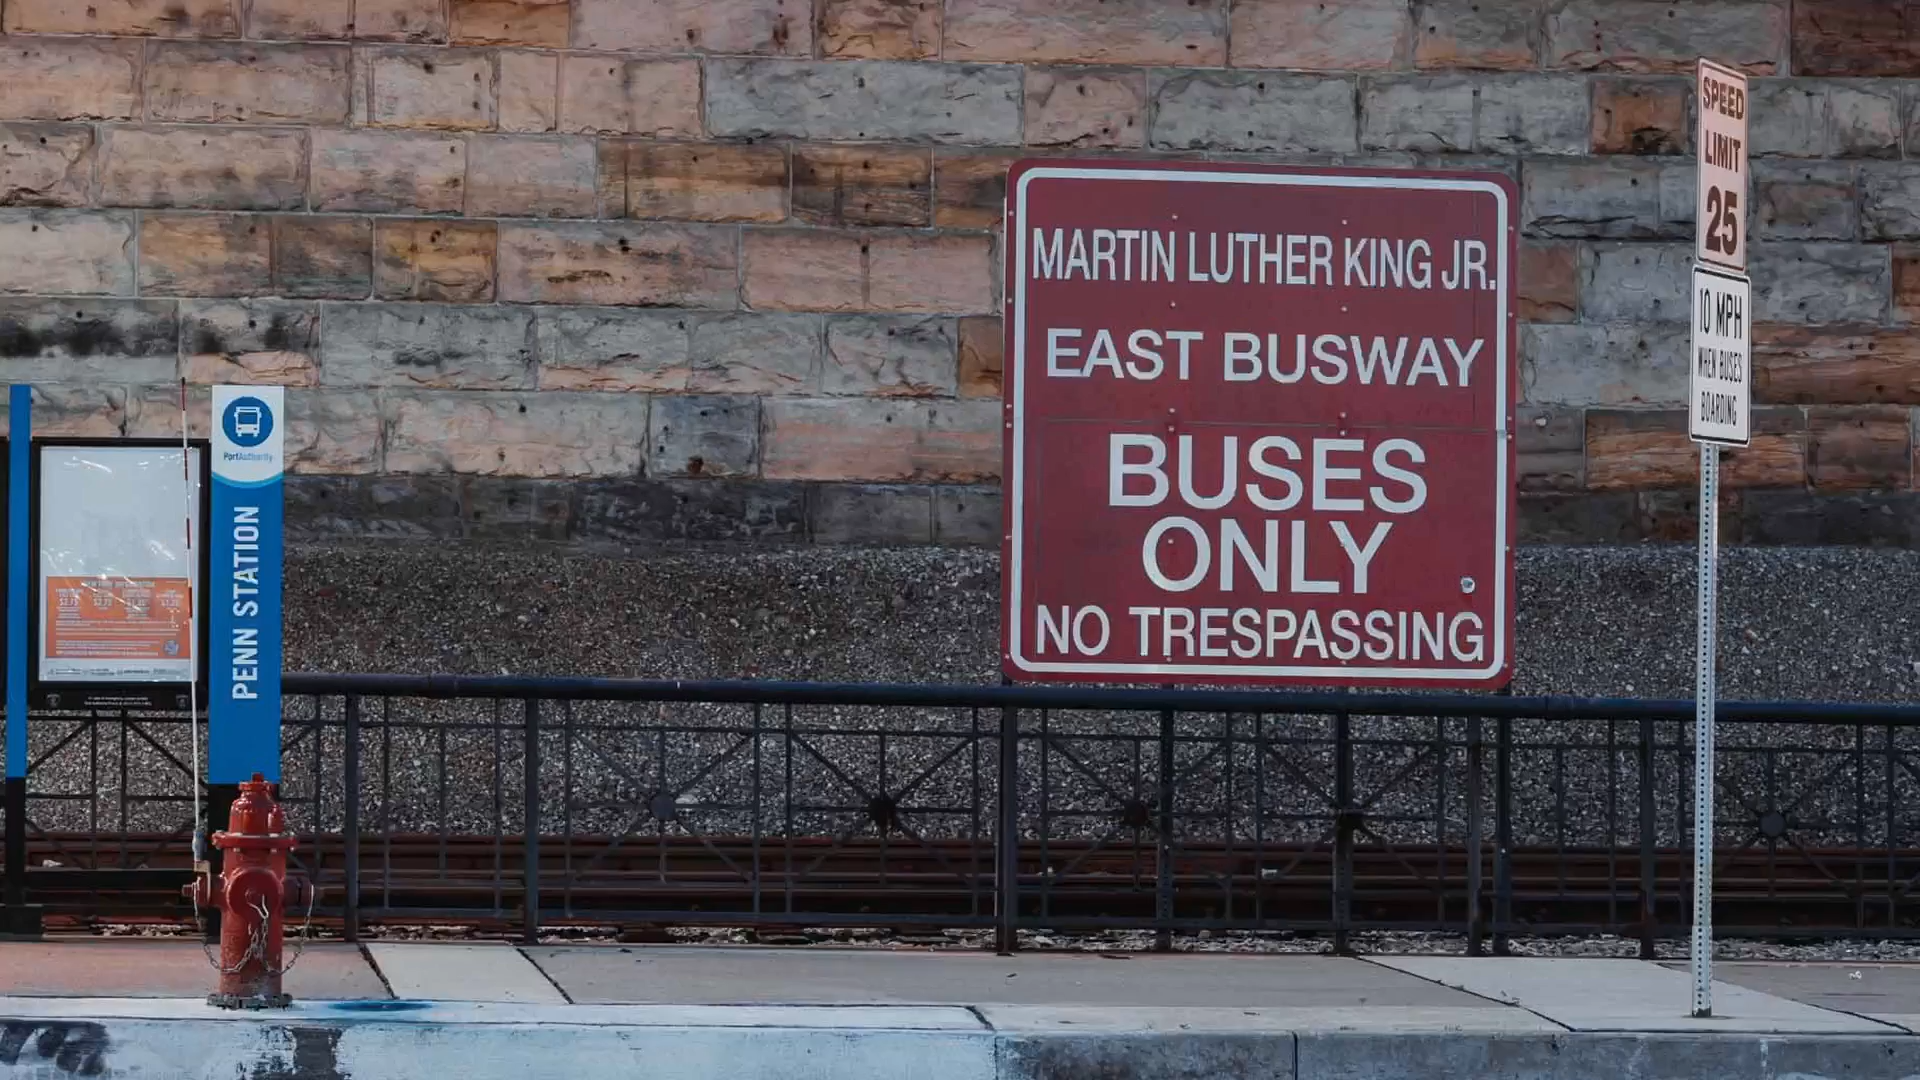 MARTIN LUTHER KING JR.
EAST BUSWAY
BUSES
ONLY
NO TRESPASSING
SPEED
LIMIT
25
10 MPH
WHEN BUSES
BOARDING
PortAuthority
PENN STATION